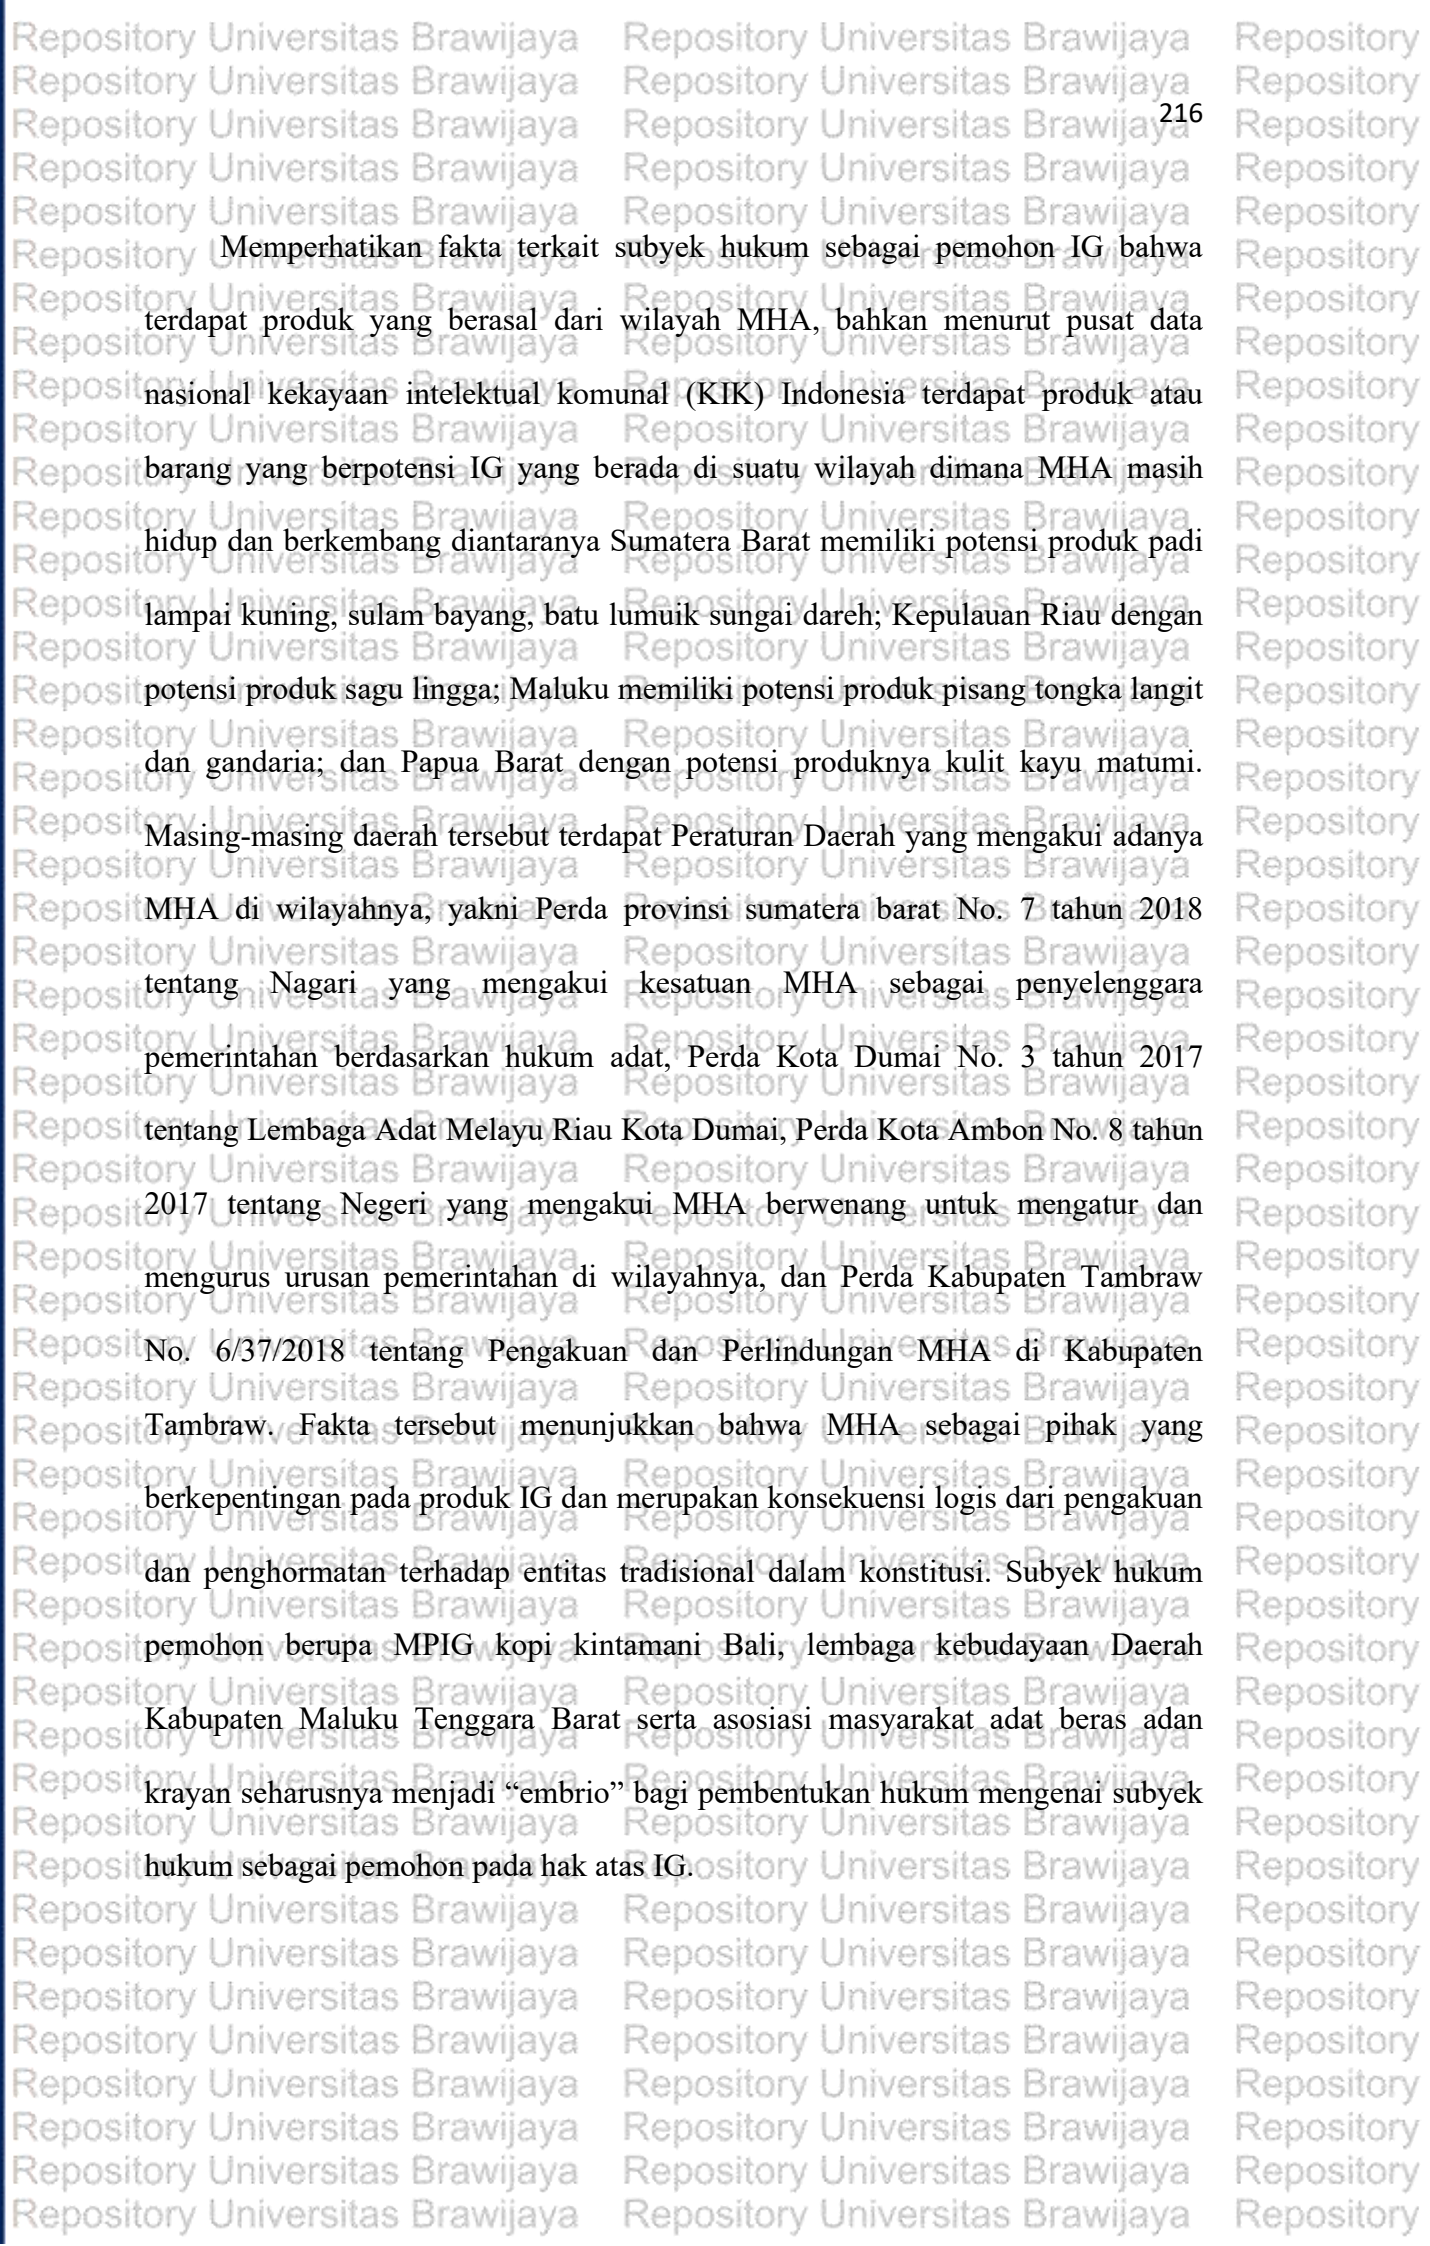 216
Memperhatikan fakta terkait subyek hukum sebagai pemohon IG bahwa
terdapat produk yang berasal dari wilayah MHA, bahkan menurut pusat data
nasional kekayaan intelektual komunal (KIK) Indonesia terdapat produk atau
barang yang berpotensi IG yang berada di suatu wilayah dimana MHA masih
hidup dan berkembang diantaranya Sumatera Barat memiliki potensi produk padi
lampai kuning, sulam bayang, batu lumuik sungai dareh; Kepulauan Riau dengan
potensi produk sagu lingga; Maluku memiliki potensi produk pisang tongka langit
dan gandaria; dan Papua Barat dengan potensi produknya kulit kayu matumi.
Masing-masing daerah tersebut terdapat Peraturan Daerah yang mengakui adanya
MHA di wilayahnya, yakni Perda provinsi sumatera barat No. 7 tahun 2018
tentang Nagari yang mengakui kesatuan MHA sebagai penyelenggara
pemerintahan berdasarkan hukum adat, Perda Kota Dumai No. 3 tahun 2017
tentang Lembaga Adat Melayu Riau Kota Dumai, Perda Kota Ambon No. 8 tahun
2017 tentang Negeri yang mengakui MHA berwenang untuk mengatur dan
mengurus urusan pemerintahan di wilayahnya, dan Perda Kabupaten Tambraw
No. 6/37/2018 tentang Pengakuan dan Perlindungan MHA di Kabupaten
Tambraw. Fakta tersebut menunjukkan bahwa MHA sebagai pihak yang
berkepentingan pada produk IG dan merupakan konsekuensi logis dari pengakuan
dan penghormatan terhadap entitas tradisional dalam konstitusi. Subyek hukum
pemohon berupa MPIG kopi kintamani Bali, lembaga kebudayaan Daerah
Kabupaten Maluku Tenggara Barat serta asosiasi masyarakat adat beras adan
krayan seharusnya menjadi “embrio” bagi pembentukan hukum mengenai subyek
hukum sebagai pemohon pada hak atas IG.